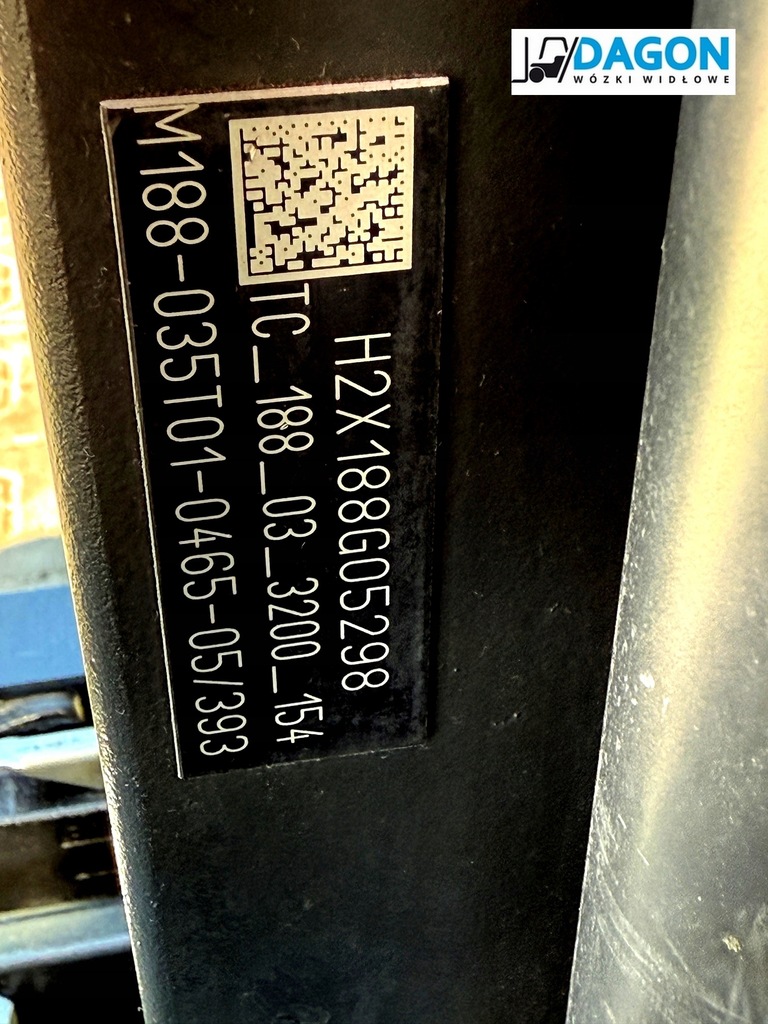 DAGON
WÓZKI WIDŁOWE
H2X188G05298
TC_188_03_3200_154
M188-035T01-0465-05/393